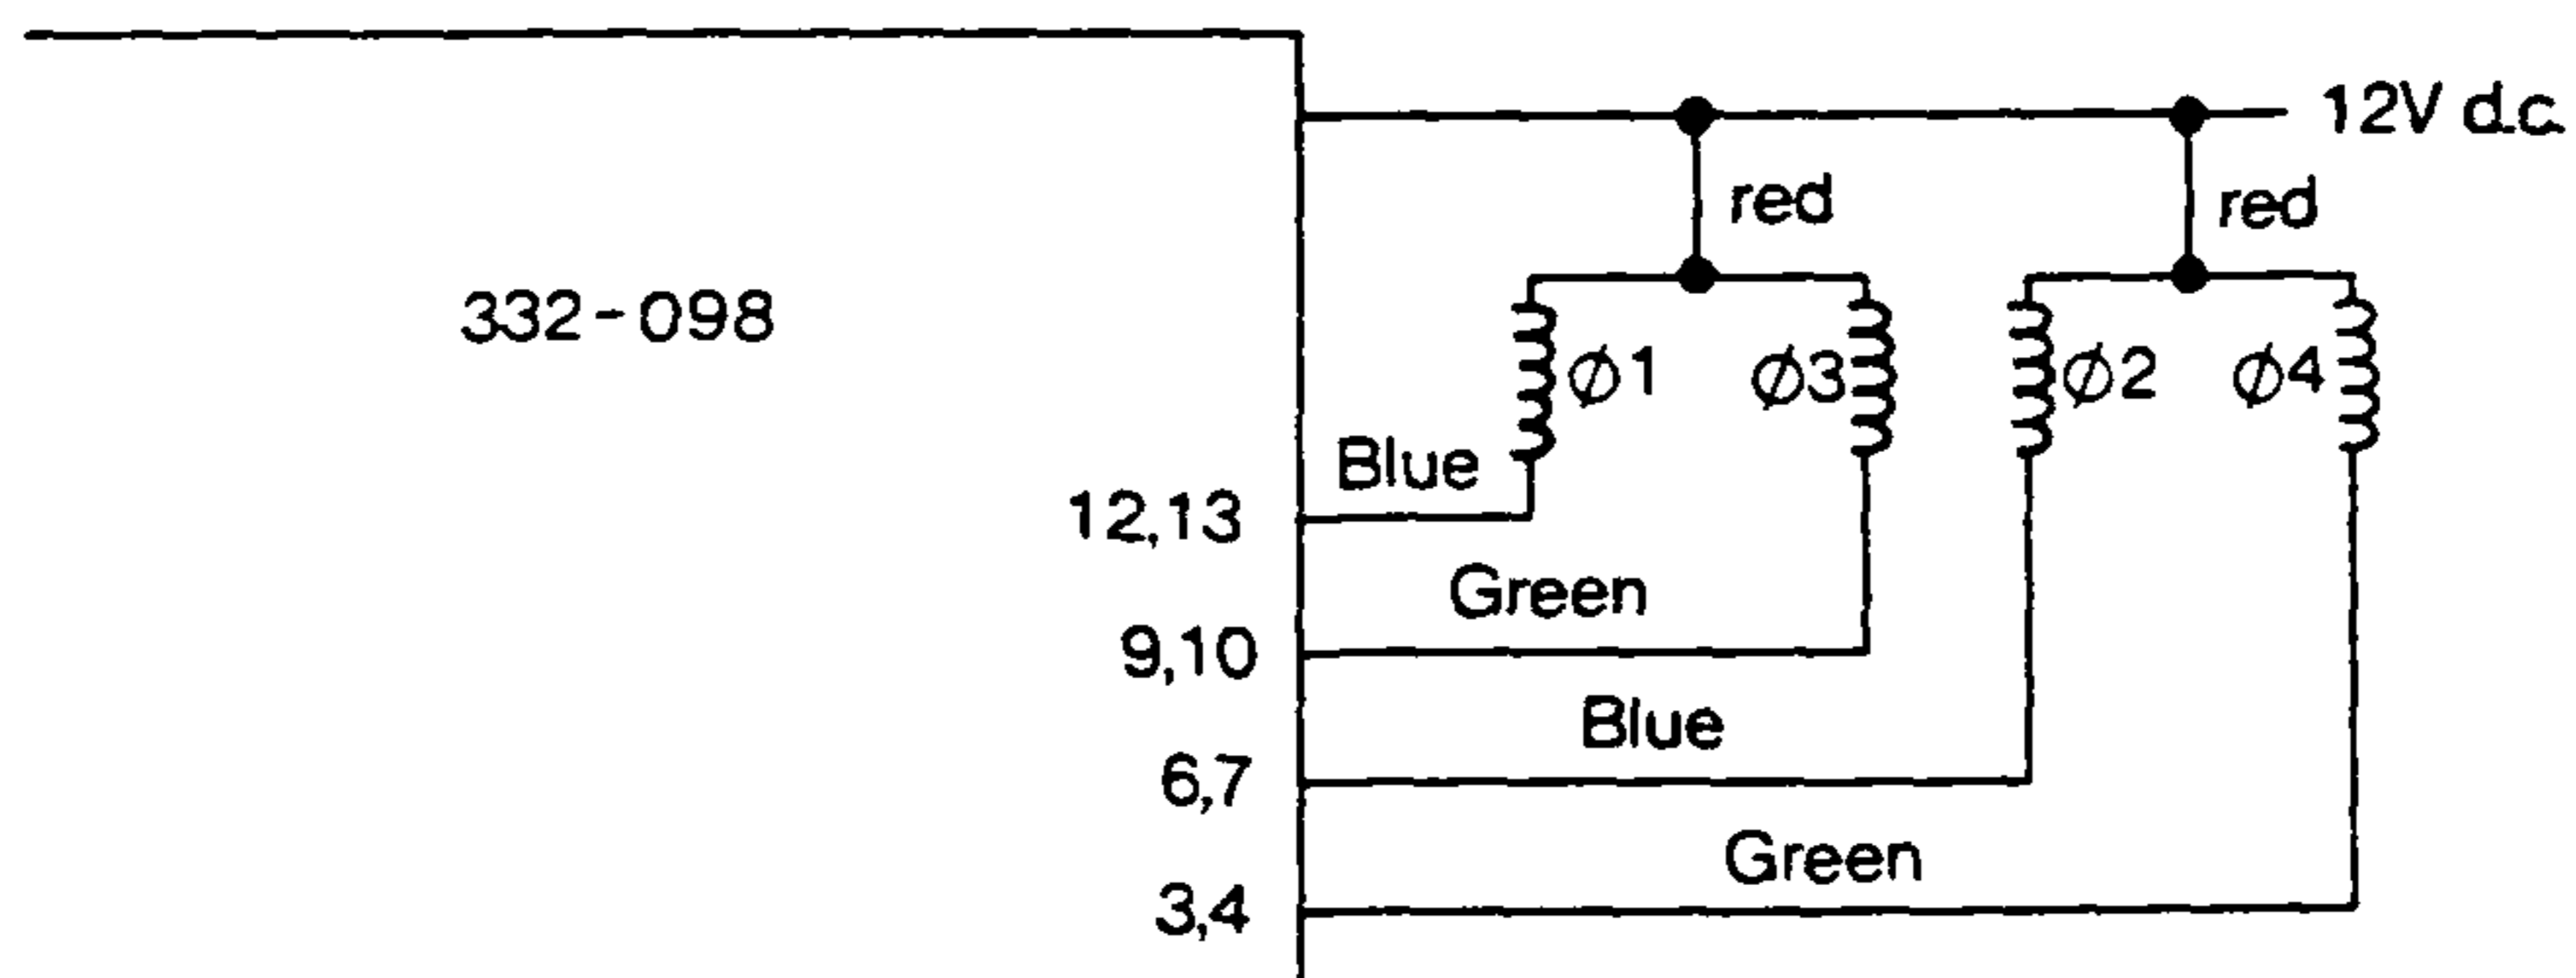 12V d.c.
red
red
332-098
ø1
ø3
ø2
ø4
Blue
12,13
Green
9,10
Blue
6,7
Green
3,4